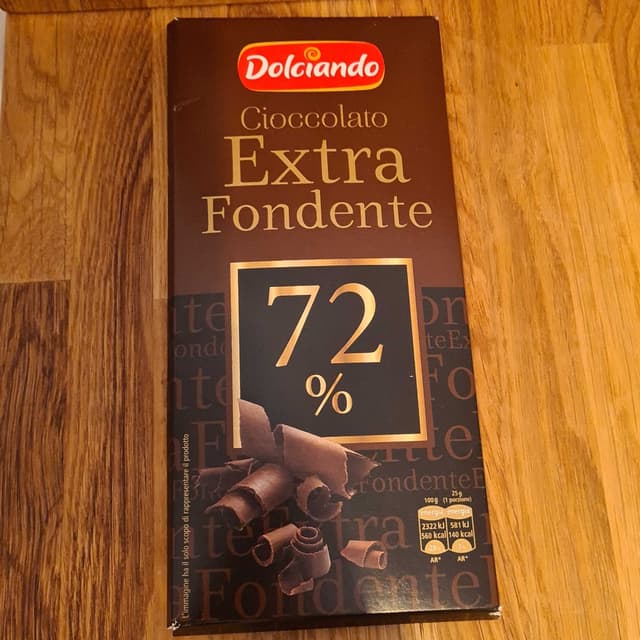 Dolciando
Cioccolato
Extra
Fondente
72
%
25g
100g (1 porzione)
energia energia
2322 kJ 581 kJ
560 kcal 140 kcal
AR* AR*
L'immagine ha il solo scopo di rappresentare il prodotto